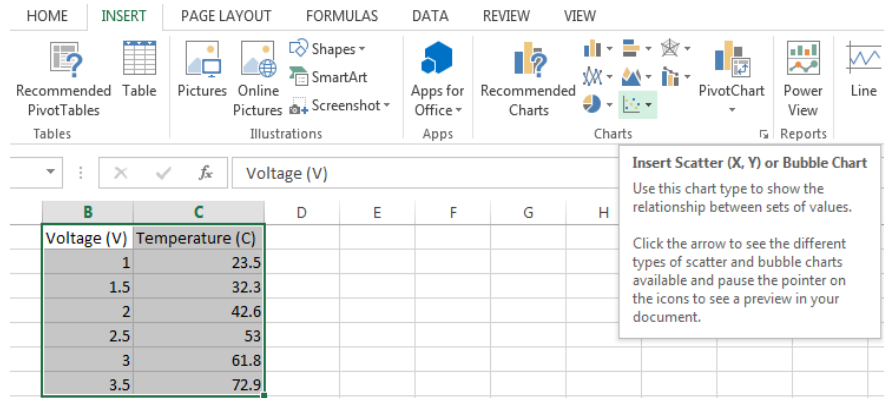 HOME INSERT PAGE LAYOUT FORMULAS DATA REVIEW VIEW
Recommended
PivotTables
Table
Tables
Pictures
Online
Pictures
Shapes
SmartArt
Screenshot
Illustrations
Apps for
Office
Apps
Recommended
Charts
Charts
PivotChart
Power
View
Reports
Line
fx Voltage (V)
Insert Scatter (X, Y) or Bubble Chart
Use this chart type to show the
relationship between sets of values.
Click the arrow to see the different
types of scatter and bubble charts
available and pause the pointer on
the icons to see a preview in your
document.
B C D E F G H
Voltage (V) Temperature (C)
1 23.5
1.5 32.3
2 42.6
2.5 53
3 61.8
3.5 72.9